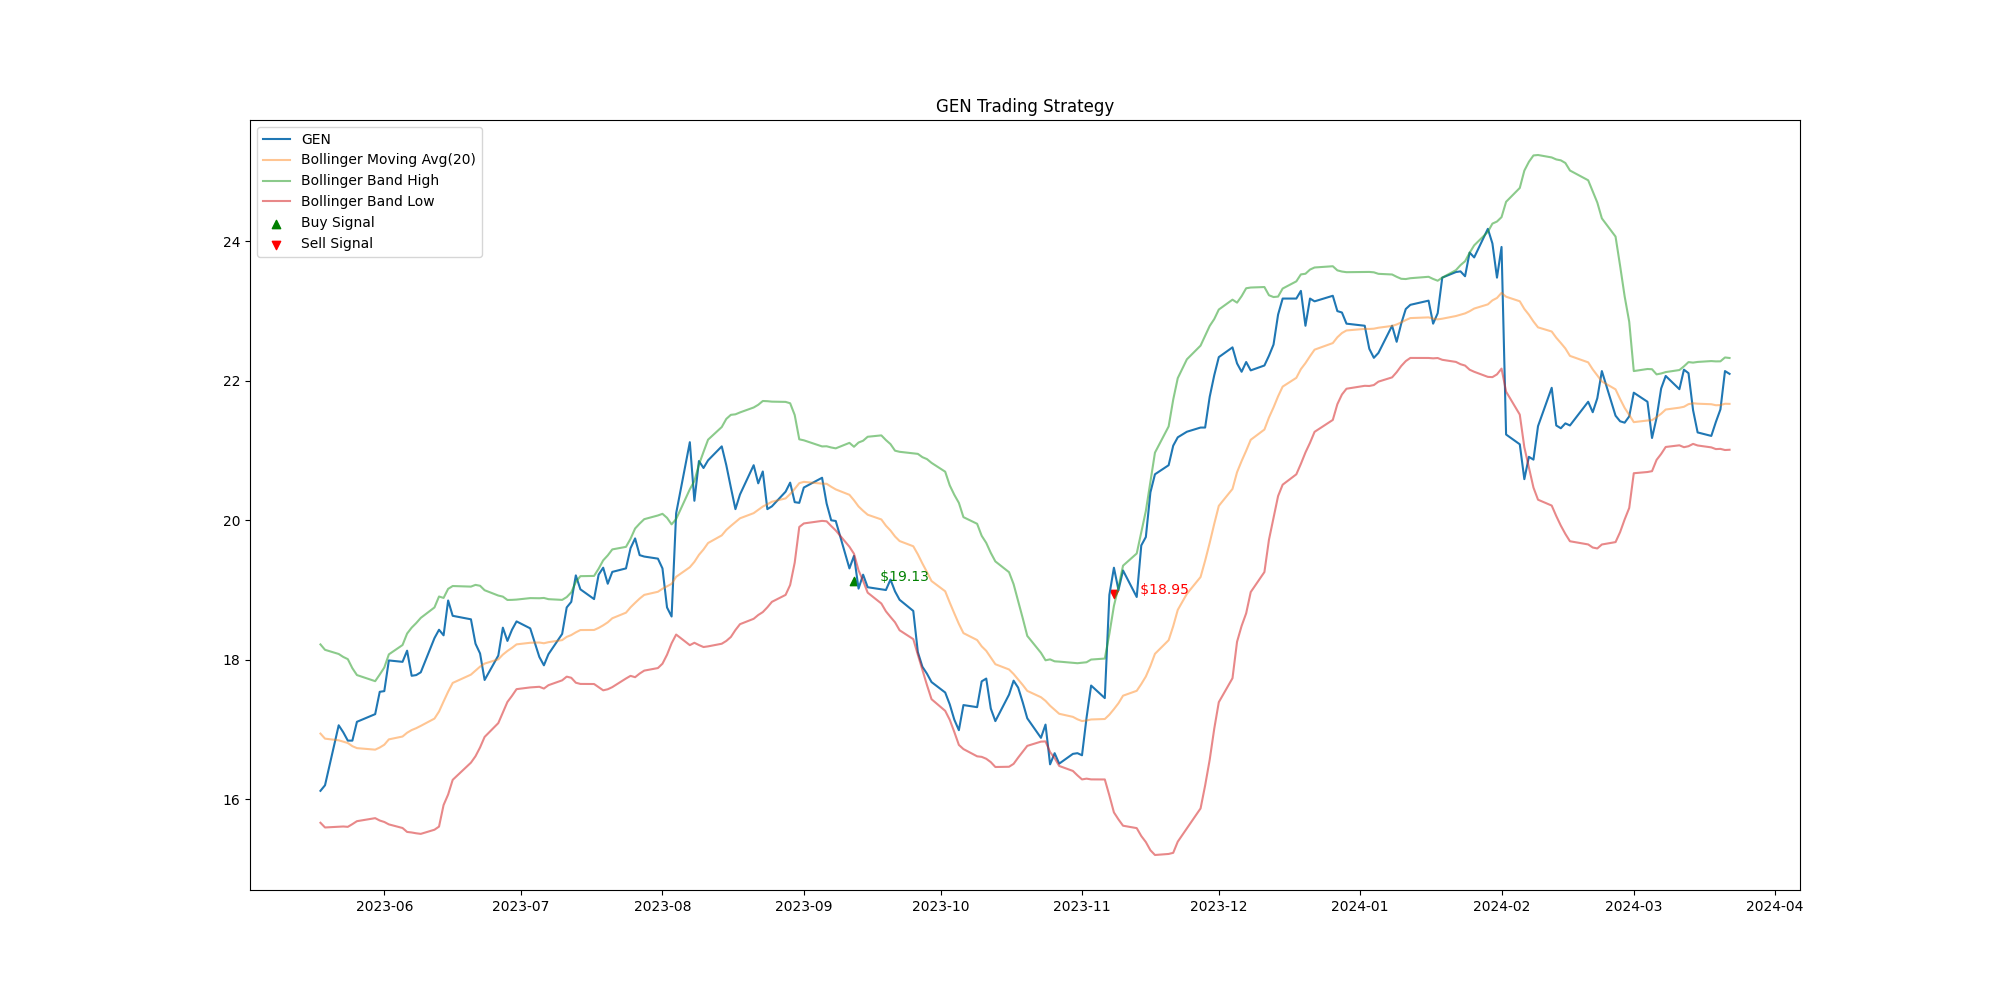 GEN Trading Strategy
GEN
Bollinger Moving Avg(20)
Bollinger Band High
Bollinger Band Low
Buy Signal
Sell Signal
24
22
20
18
16
$19.13
$18.95
2023-06 2023-07 2023-08 2023-09 2023-10 2023-11 2023-12 2024-01 2024-02 2024-03 2024-04